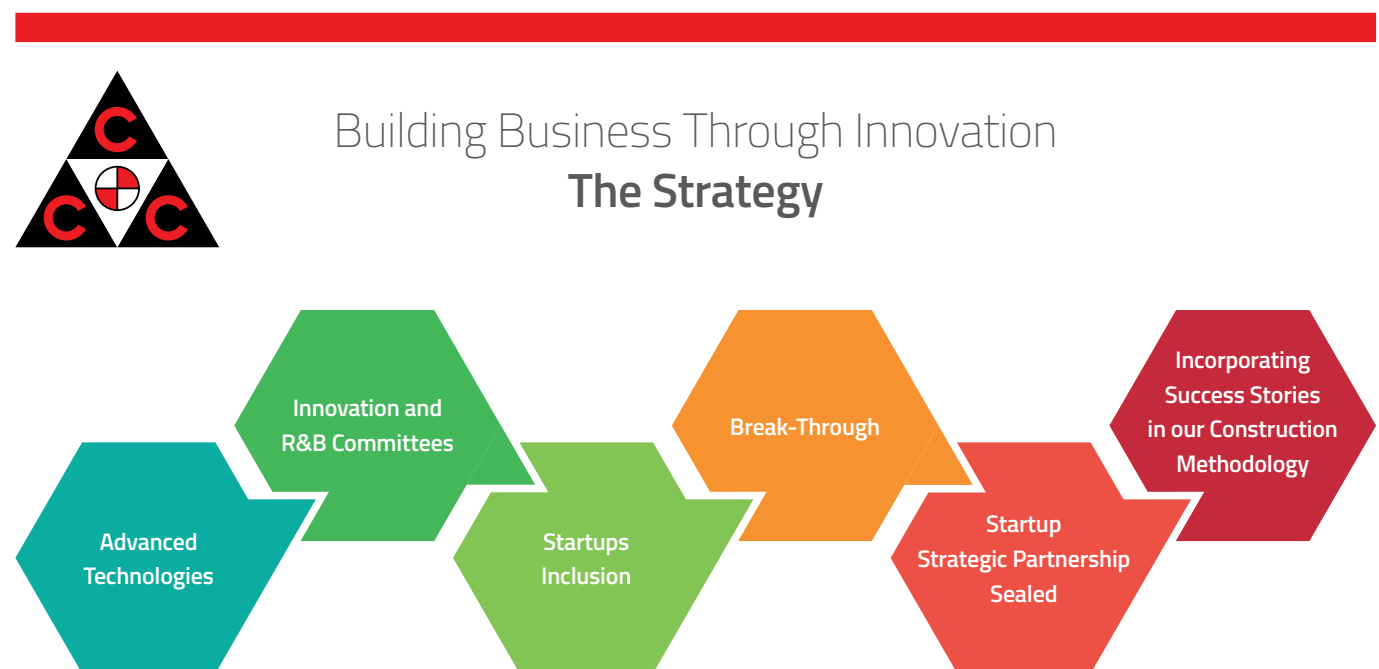 C
C C
Building Business Through Innovation
The Strategy
Advanced
Technologies
Innovation and
R&B Committees
Startups
Inclusion
Break-Through
Startup
Strategic Partnership
Sealed
Incorporating
Success Stories
in our Construction
Methodology